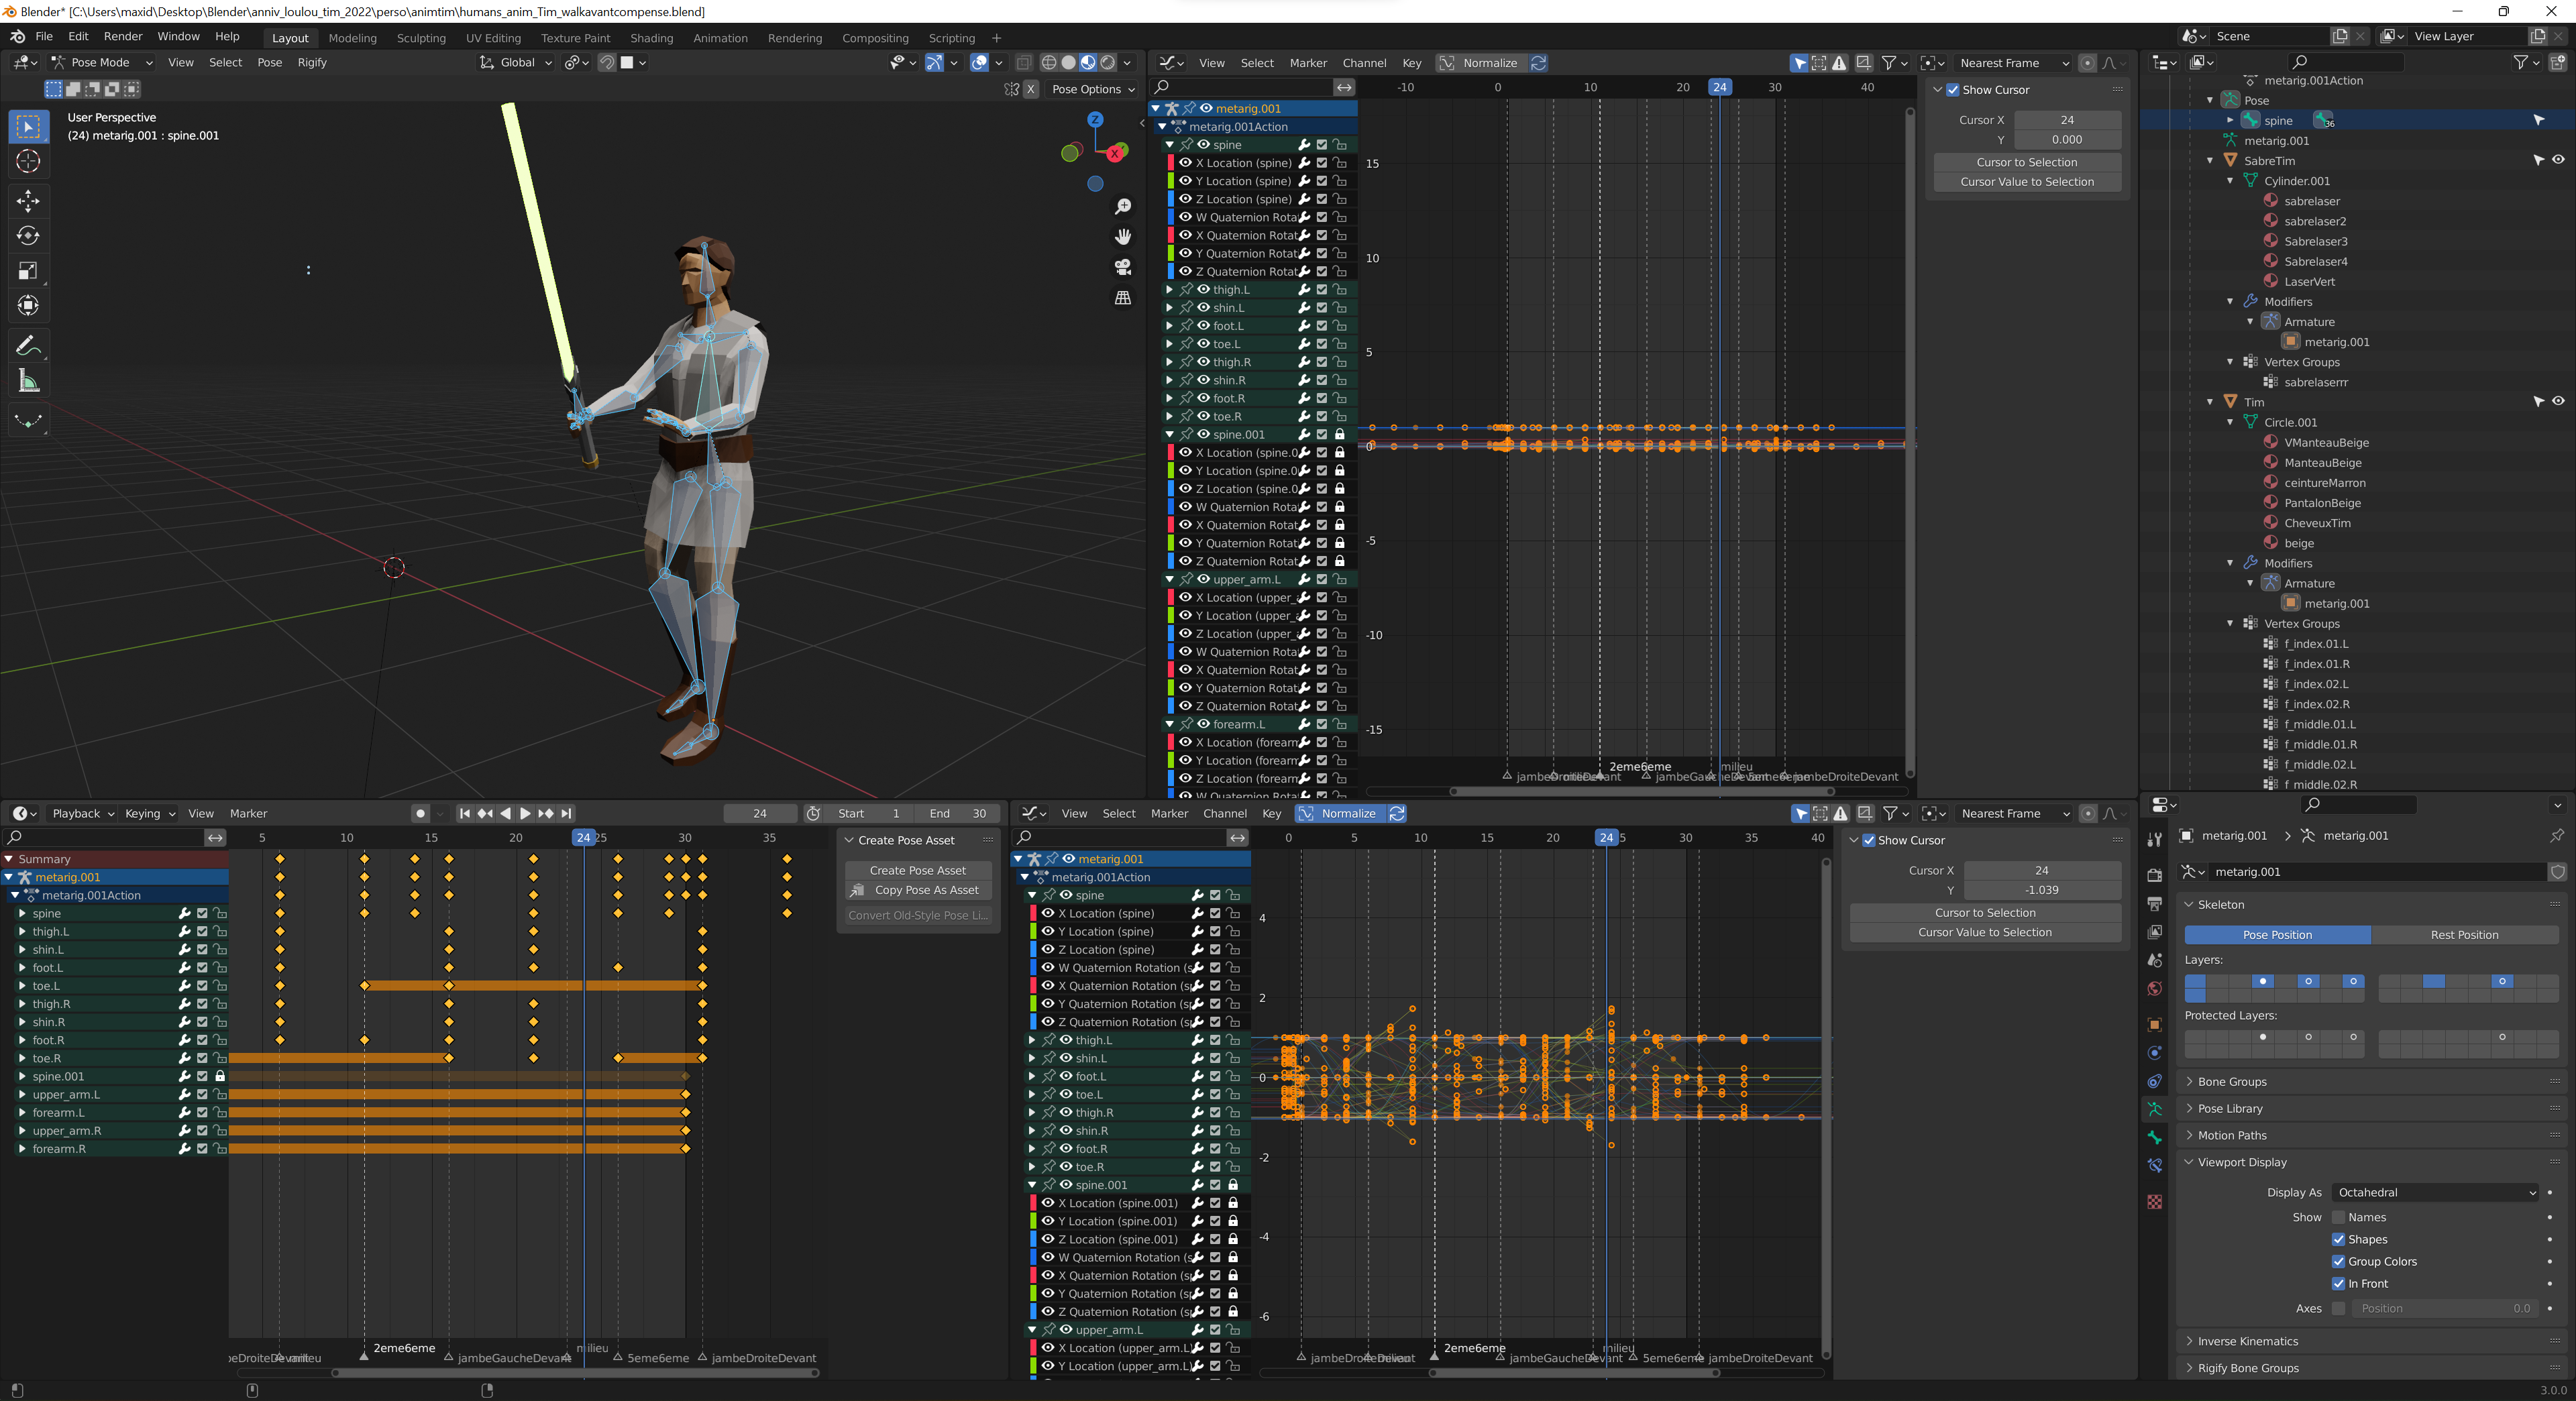 Blender* [C:\Users\maxid\Desktop\Blender\anniv_loulou_tim_2022\perso\animtim\humans_anim_Tim_walkavantcompense.blend]
File Edit Render Window Help Layout Modeling Sculpting UV Editing Texture Paint Shading Animation Rendering Compositing Scripting + Scene View Layer
Pose Mode View Select Pose Rigify Global
X Pose Options
User Perspective
(24) metarig.001 : spine.001
Z
X
View Select Marker Channel Key Normalize Nearest Frame
-10 0 10 20 24 30 40
metarig.001
metarig.001Action
spine
X Location (spine)
Y Location (spine)
Z Location (spine)
W Quaternion Rota
X Quaternion Rotat
Y Quaternion Rotat
Z Quaternion Rotat
thigh.L
shin.L
foot.L
toe.L
thigh.R
shin.R
foot.R
toe.R
spine.001
X Location (spine.0
Y Location (spine.0
Z Location (spine.0
W Quaternion Rota
X Quaternion Rotat
Y Quaternion Rotat
Z Quaternion Rotat
upper_arm.L
X Location (upper_
Y Location (upper_
Z Location (upper_
W Quaternion Rota
X Quaternion Rotat
Y Quaternion Rotat
Z Quaternion Rotat
forearm.L
X Location (forearm
Y Location (forearm
Z Location (forearm
W Quaternion Rota
15
10
5
0
-5
-10
-15
2eme6eme milieu
jambeDroiteDevant
Show Cursor
Cursor X 24
Y 0.000
Cursor to Selection
Cursor Value to Selection
metarig.001Action
Pose
spine 36
metarig.001
SabreTim
Cylinder.001
sabrelaser
sabrelaser2
Sabrelaser3
Sabrelaser4
LaserVert
Modifiers
Armature
metarig.001
Vertex Groups
sabrelaserrr
Tim
Circle.001
VManteauBeige
ManteauBeige
ceintureMarron
PantalonBeige
CheveuxTim
beige
Modifiers
Armature
metarig.001
Vertex Groups
f_index.01.L
f_index.01.R
f_index.02.L
f_index.02.R
f_middle.01.L
f_middle.01.R
f_middle.02.L
f_middle.02.R
Playback Keying View Marker 24 Start 1 End 30
5 10 15 20 24 25 30 35
Summary
metarig.001
metarig.001Action
spine
thigh.L
shin.L
foot.L
toe.L
thigh.R
shin.R
foot.R
toe.R
spine.001
upper_arm.L
forearm.L
upper_arm.R
forearm.R
2eme6eme milieu
jambeGaucheDevant 5eme6eme jambeDroiteDevant
Create Pose Asset
Create Pose Asset
Copy Pose As Asset
Convert Old-Style Pose Li...
View Select Marker Channel Key Normalize Nearest Frame
0 5 10 15 20 24 5 30 35 40
metarig.001
metarig.001Action
spine
X Location (spine)
Y Location (spine)
Z Location (spine)
W Quaternion Rotation (s
X Quaternion Rotation (sp
Y Quaternion Rotation (sp
Z Quaternion Rotation (sp
thigh.L
shin.L
foot.L
toe.L
thigh.R
shin.R
foot.R
toe.R
spine.001
X Location (spine.001)
Y Location (spine.001)
Z Location (spine.001)
W Quaternion Rotation (s
X Quaternion Rotation (sp
Y Quaternion Rotation (sp
Z Quaternion Rotation (sp
upper_arm.L
X Location (upper_arm.L)
Y Location (upper_arm.L)
4
2
0
-2
-4
-6
2eme6eme milieu
jambeGaucheDevant 5eme6eme jambeDroiteDevant
Show Cursor
Cursor X 24
Y -1.039
Cursor to Selection
Cursor Value to Selection
metarig.001 metarig.001
metarig.001
Skeleton
Pose Position Rest Position
Layers:
Protected Layers:
Bone Groups
Pose Library
Motion Paths
Viewport Display
Display As Octahedral
Show Names
Shapes
Group Colors
In Front
Axes Position 0.0
Inverse Kinematics
Rigify Bone Groups
3.0.0